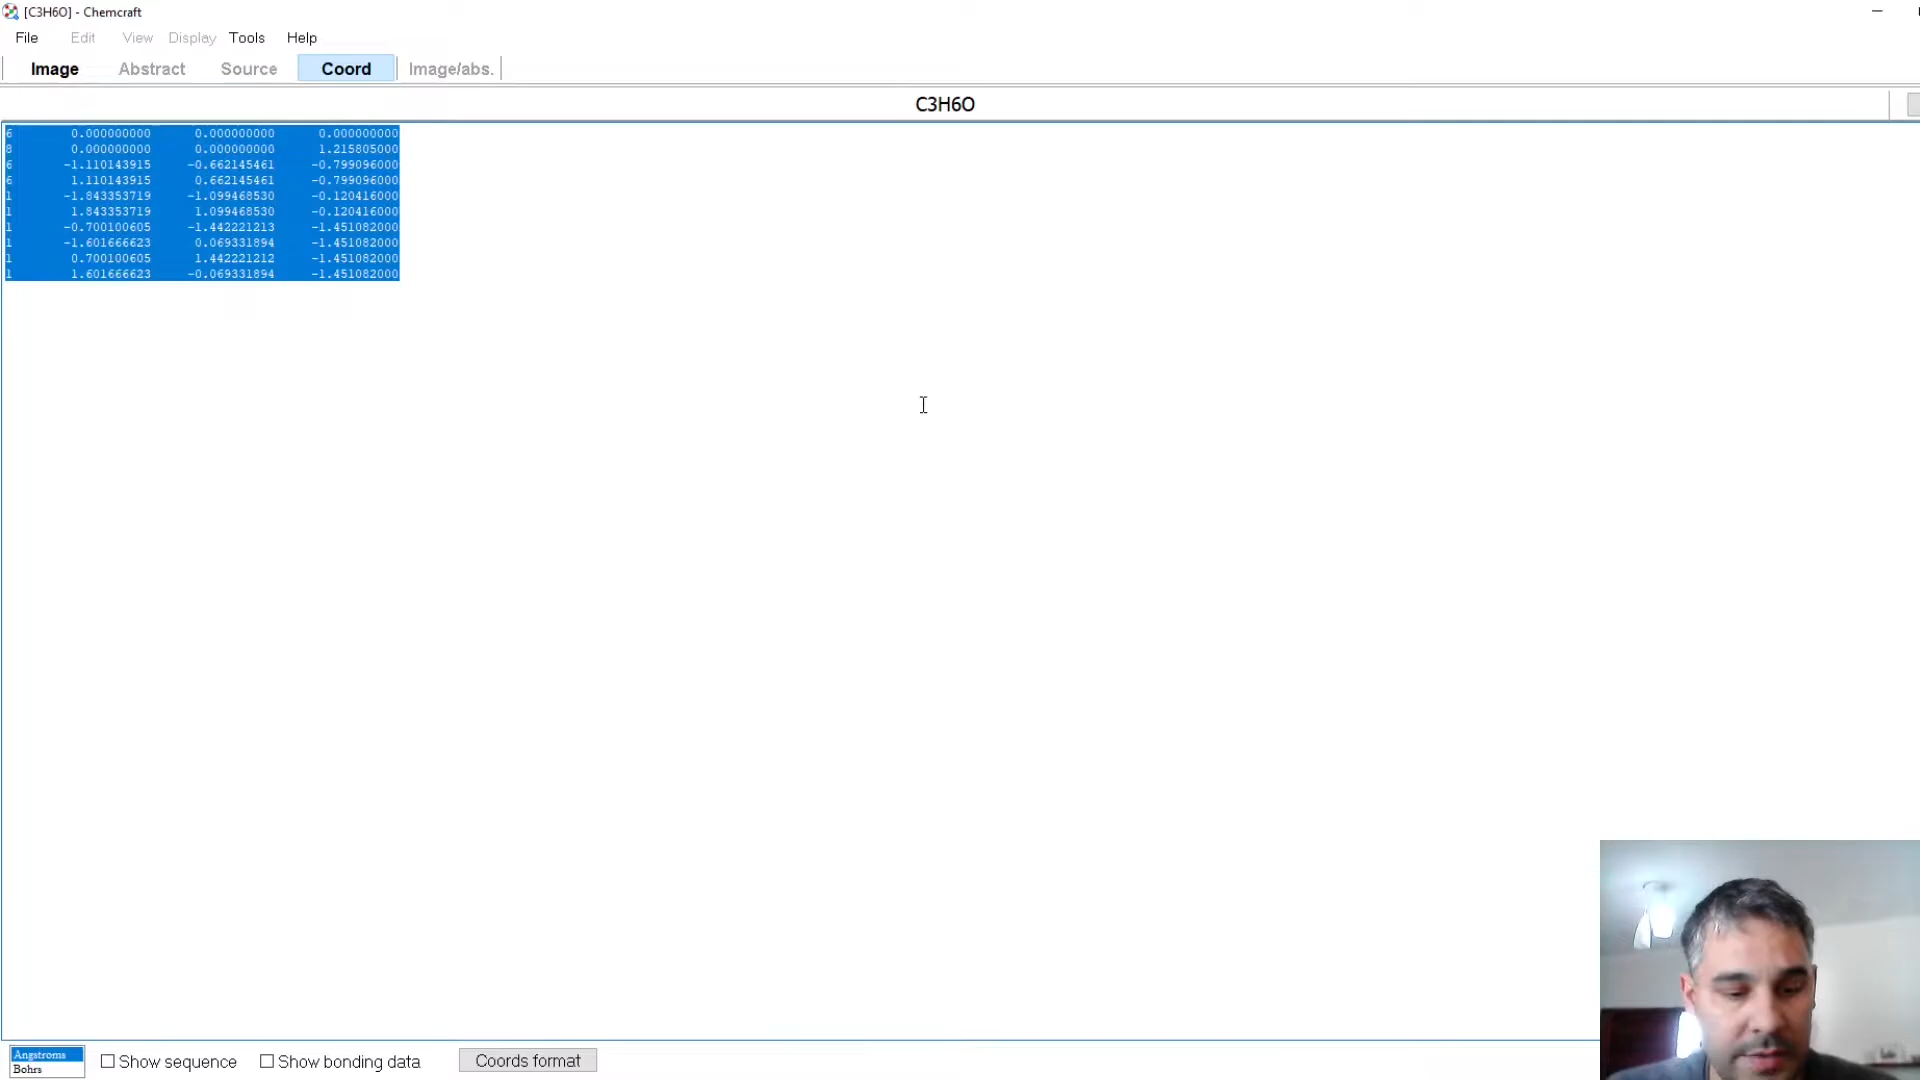 [C3H6O] - Chemcraft
File Edit View Display Tools Help
Image Abstract Source Coord Image/abs.
C3H6O
6 0.000000000 0.000000000 0.000000000
8 0.000000000 0.000000000 1.215805000
6 -1.110143915 -0.662145461 -0.799096000
6 1.110143915 0.662145461 -0.799096000
1 -1.843353719 -1.099468530 -0.120416000
1 1.843353719 1.099468530 -0.120416000
1 -0.700100605 -1.442221213 -1.451082000
1 -1.601666623 0.069331894 -1.451082000
1 0.700100605 1.442221212 -1.451082000
1 1.601666623 -0.069331894 -1.451082000
Angstroms
Bohrs
Show sequence Show bonding data Coords format